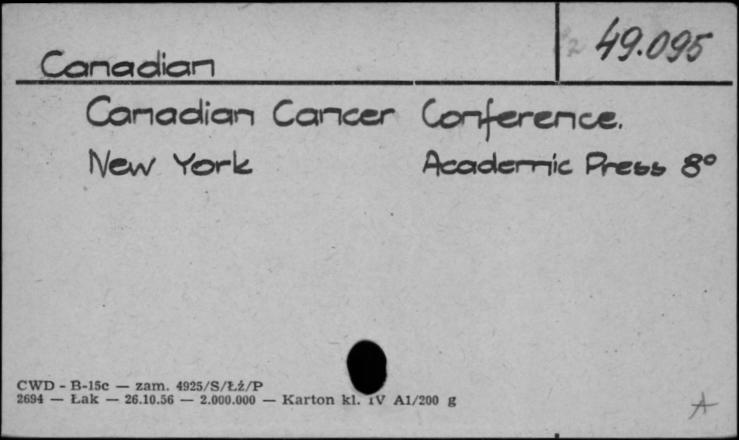 49.095
Canadian
Canadian Cancer Conference.
New York Academic Press 8°
CWD - B-15c — zam. 4925/S/Łź/P
2694 — Łak — 26.10.56 — 2.000.000 — Karton kl. IV A1/200 g
A